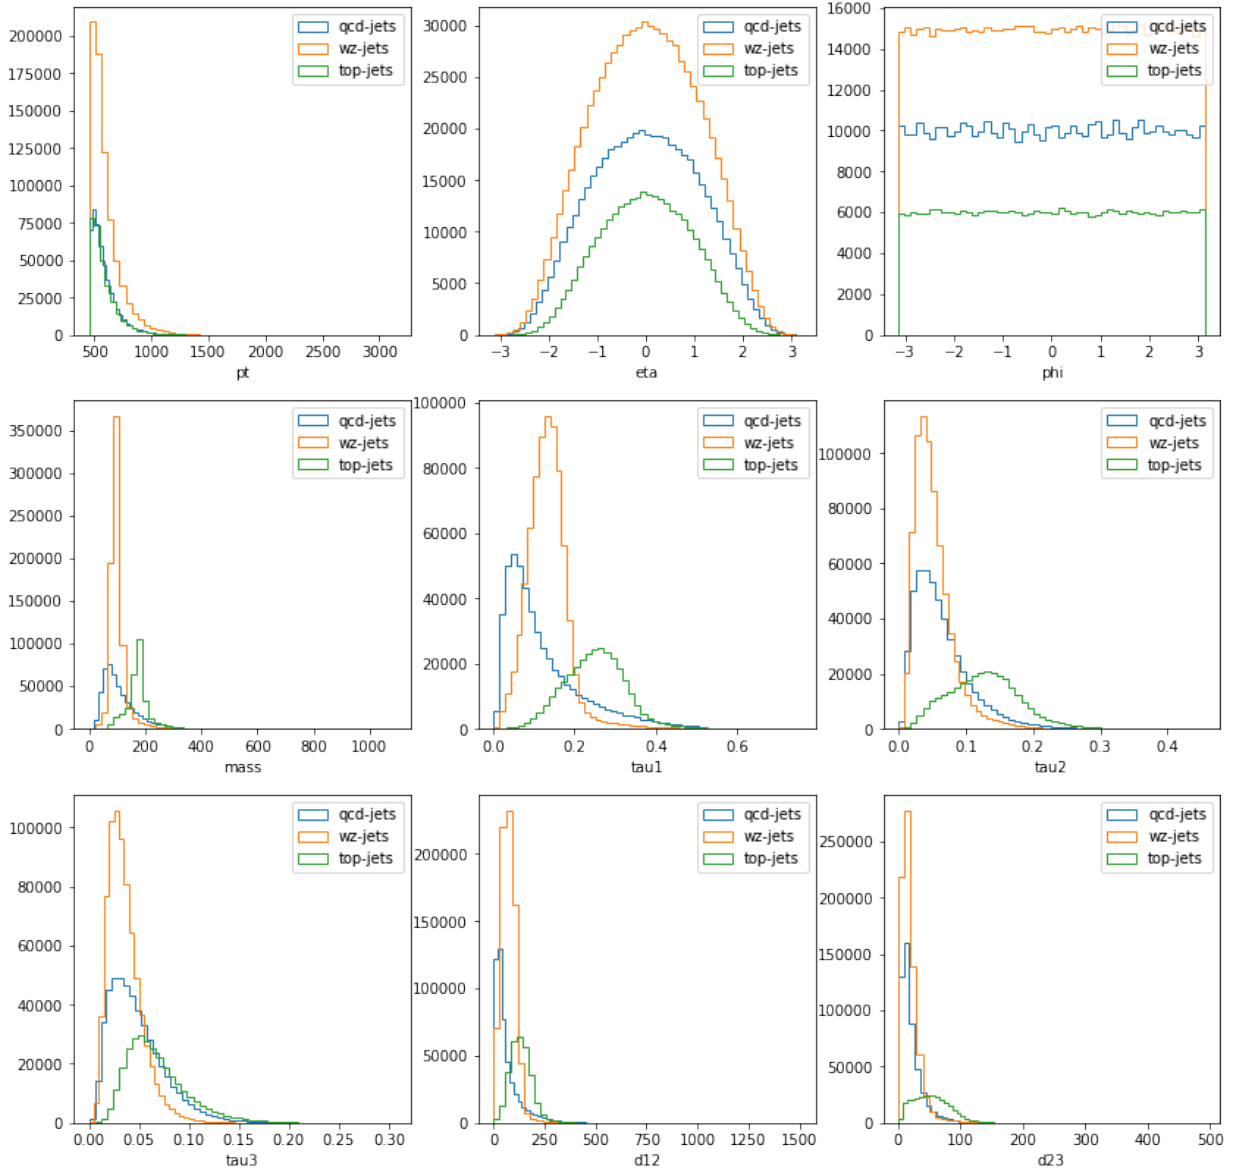 200000
175000
150000
125000
100000
75000
50000
25000
0
500 1000 1500 2000 2500 3000
pt
qcd-jets
wz-jets
top-jets
30000
25000
20000
15000
10000
5000
0
−3 −2 −1 0 1 2 3
eta
qcd-jets
wz-jets
top-jets
16000
14000
12000
10000
8000
6000
4000
2000
0
−3 −2 −1 0 1 2 3
phi
qcd-jets
wz-jets
top-jets
350000
300000
250000
200000
150000
100000
50000
0
0 200 400 600 800 1000
mass
qcd-jets
wz-jets
top-jets
100000
80000
60000
40000
20000
0
0.0 0.2 0.4 0.6
tau1
qcd-jets
wz-jets
top-jets
100000
80000
60000
40000
20000
0
0.0 0.1 0.2 0.3 0.4
tau2
qcd-jets
wz-jets
top-jets
100000
80000
60000
40000
20000
0
0.00 0.05 0.10 0.15 0.20 0.25 0.30
tau3
qcd-jets
wz-jets
top-jets
200000
150000
100000
50000
0
0 250 500 750 1000 1250 1500
d12
qcd-jets
wz-jets
top-jets
250000
200000
150000
100000
50000
0
0 100 200 300 400 500
d23
qcd-jets
wz-jets
top-jets